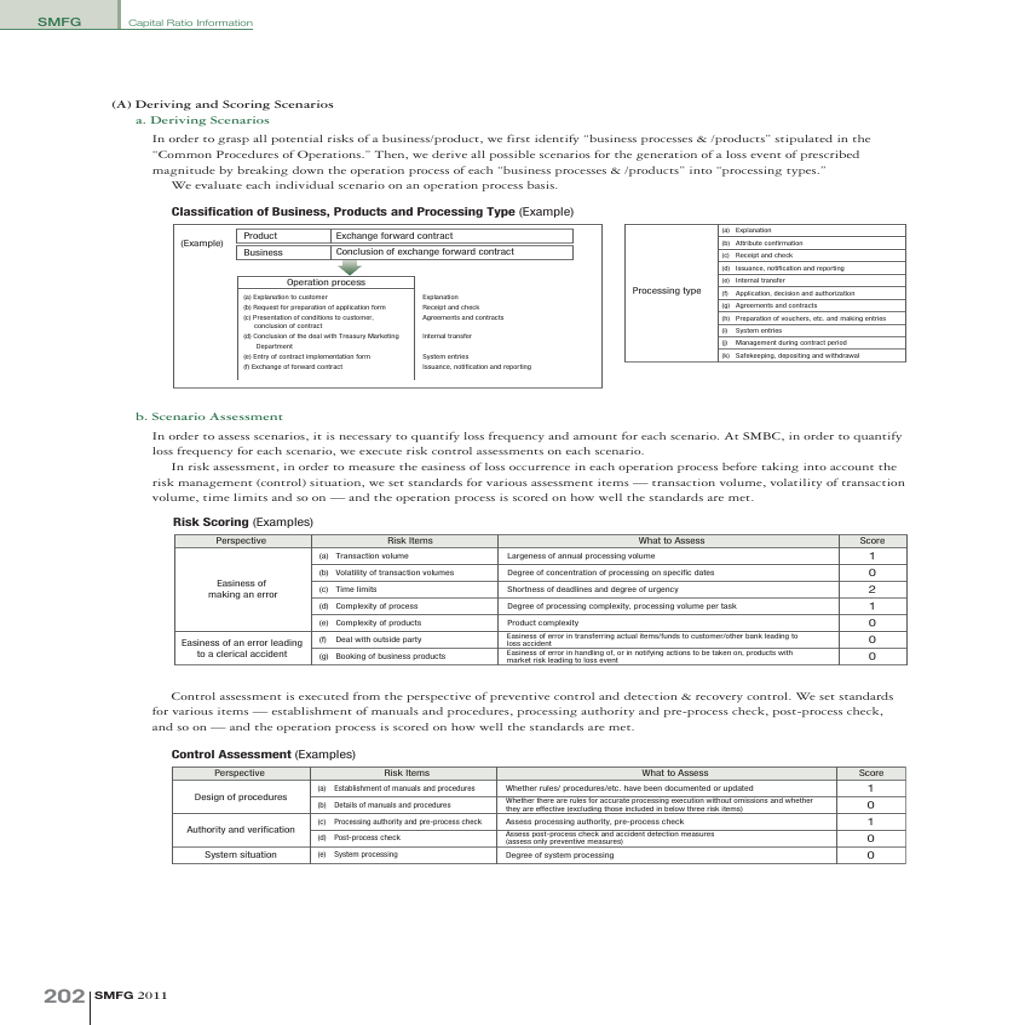 SMFG
Capital Ratio Information
(A) Deriving and Scoring Scenarios
a. Deriving Scenarios
In order to grasp all potential risks of a business/product, we first identify “business processes & /products” stipulated in the
“Common Procedures of Operations.” Then, we derive all possible scenarios for the generation of a loss event of prescribed
magnitude by breaking down the operation process of each “business processes & /products” into “processing types.”
We evaluate each individual scenario on an operation process basis.
Classification of Business, Products and Processing Type (Example)
(Example)
Product Exchange forward contract
Business Conclusion of exchange forward contract
Operation process
(a) Explanation to customer Explanation
(b) Request for preparation of application form Receipt and check
(c) Presentation of conditions to customer, Agreements and contracts
conclusion of contract
(d) Conclusion of the deal with Treasury Marketing Internal transfer
Department
(e) Entry of contract implementation form System entries
(f) Exchange of forward contract Issuance, notification and reporting
Processing type
(a) Explanation
(b) Attribute confirmation
(c) Receipt and check
(d) Issuance, notification and reporting
(e) Internal transfer
(f) Application, decision and authorization
(g) Agreements and contracts
(h) Preparation of vouchers, etc. and making entries
(i) System entries
(j) Management during contract period
(k) Safekeeping, depositing and withdrawal
b. Scenario Assessment
In order to assess scenarios, it is necessary to quantify loss frequency and amount for each scenario. At SMBC, in order to quantify
loss frequency for each scenario, we execute risk control assessments on each scenario.
In risk assessment, in order to measure the easiness of loss occurrence in each operation process before taking into account the
risk management (control) situation, we set standards for various assessment items — transaction volume, volatility of transaction
volume, time limits and so on — and the operation process is scored on how well the standards are met.
Risk Scoring (Examples)
Perspective Risk Items What to Assess Score
Easiness of
making an error
(a) Transaction volume Largeness of annual processing volume 1
(b) Volatility of transaction volumes Degree of concentration of processing on specific dates 0
(c) Time limits Shortness of deadlines and degree of urgency 2
(d) Complexity of process Degree of processing complexity, processing volume per task 1
(e) Complexity of products Product complexity 0
Easiness of an error leading
to a clerical accident
(f) Deal with outside party Easiness of error in transferring actual items/funds to customer/other bank leading to
loss accident 0
(g) Booking of business products Easiness of error in handling of, or in notifying actions to be taken on, products with
market risk leading to loss event 0
Control assessment is executed from the perspective of preventive control and detection & recovery control. We set standards
for various items — establishment of manuals and procedures, processing authority and pre-process check, post-process check,
and so on — and the operation process is scored on how well the standards are met.
Control Assessment (Examples)
Perspective Risk Items What to Assess Score
Design of procedures
(a) Establishment of manuals and procedures Whether rules/ procedures/etc. have been documented or updated 1
(b) Details of manuals and procedures Whether there are rules for accurate processing execution without omissions and whether
they are effective (excluding those included in below three risk items) 0
Authority and verification
(c) Processing authority and pre-process check Assess processing authority, pre-process check 1
(d) Post-process check Assess post-process check and accident detection measures
(assess only preventive measures) 0
System situation (e) System processing Degree of system processing 0
202 SMFG 2011